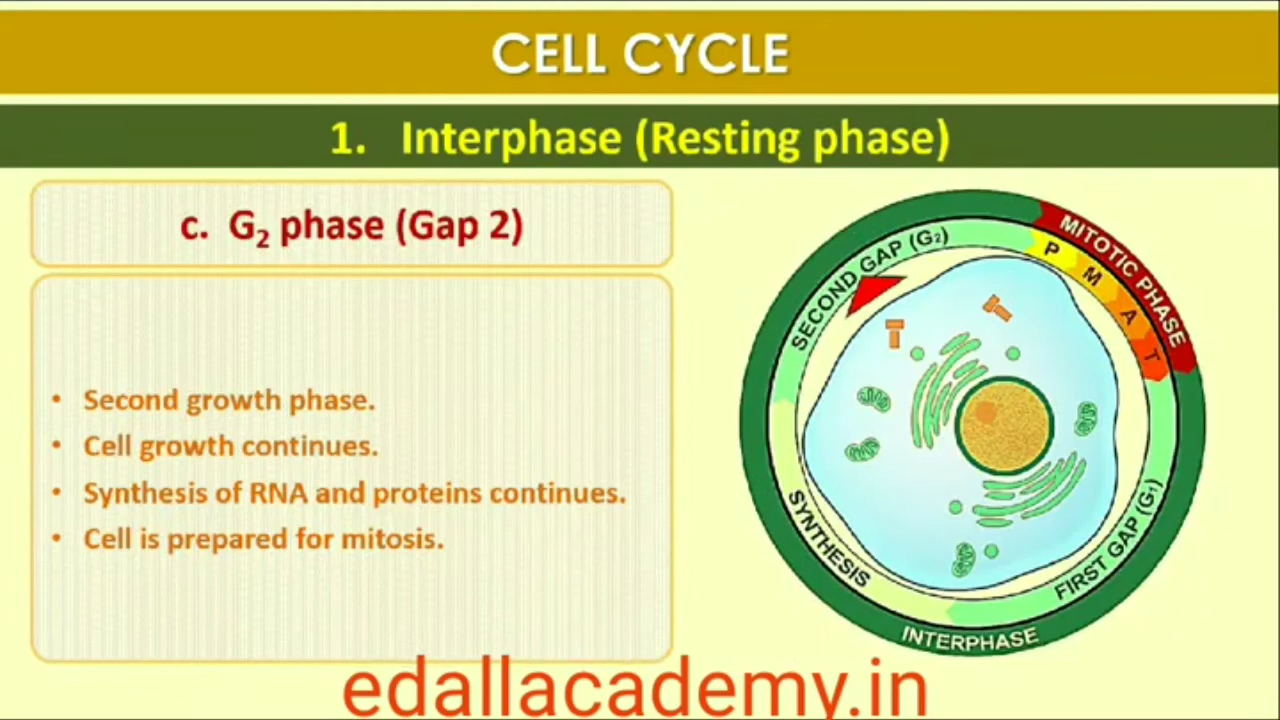 CELL CYCLE
1. Interphase (Resting phase)
c. G₂ phase (Gap 2)
• Second growth phase.
• Cell growth continues.
• Synthesis of RNA and proteins continues.
• Cell is prepared for mitosis.
MITOTIC PHASE
P
M
A
T
SECOND GAP (G₂)
SYNTHESIS
FIRST GAP (G₁)
INTERPHASE
edallacademy.in